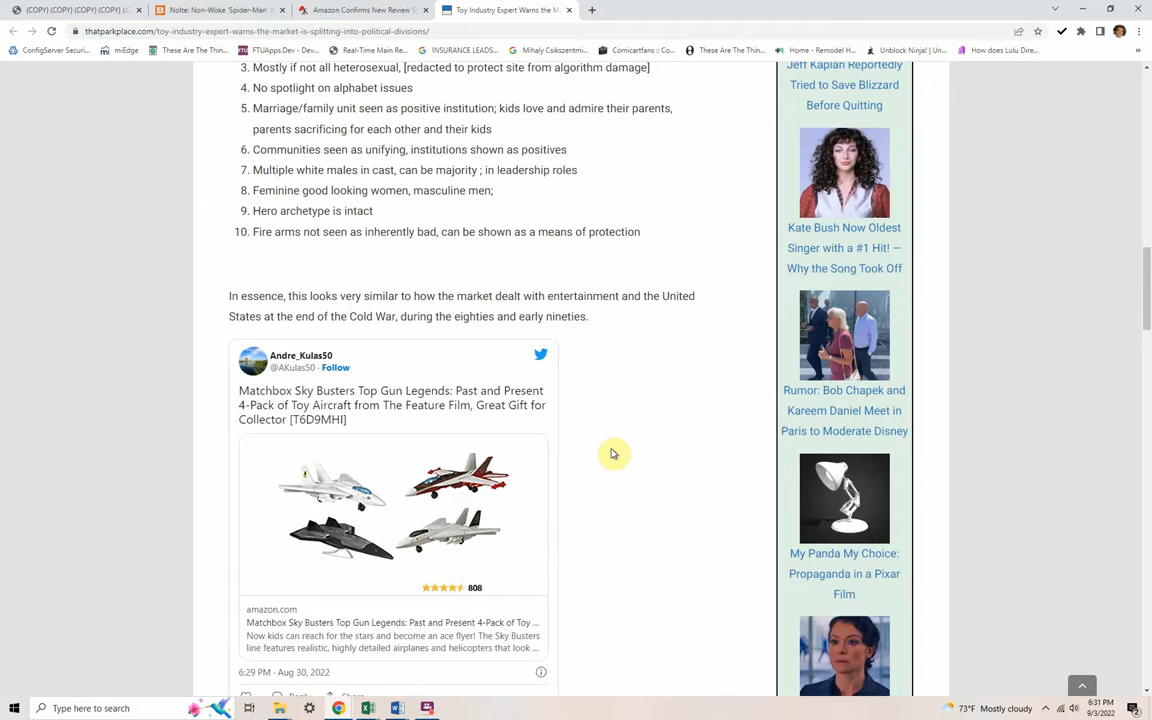 (COPY) (COPY) (COPY) (COPY) LO
Nolte: Non-Woke 'Spider-Man' E
Amazon Confirms New Review S
Toy Industry Expert Warns the M
thatparkplace.com/toy-industry-expert-warns-the-market-is-splitting-into-political-divisions/
ConfigServer Securi...
miEdge
These Are The Thin...
FTUApps.Dev - Dev...
Real-Time Main Re...
INSURANCE LEADS...
Mihaly Csikszentmi...
Comicartfans :: Co...
These Are The Thin...
Home - Remodel H...
Unblock Ninja! | Un...
How does Lulu Dire...
3. Mostly if not all heterosexual, [redacted to protect site from algorithm damage]
4. No spotlight on alphabet issues
5. Marriage/family unit seen as positive institution; kids love and admire their parents,
parents sacrificing for each other and their kids
6. Communities seen as unifying, institutions shown as positives
7. Multiple white males in cast, can be majority ; in leadership roles
8. Feminine good looking women, masculine men;
9. Hero archetype is intact
10. Fire arms not seen as inherently bad, can be shown as a means of protection
In essence, this looks very similar to how the market dealt with entertainment and the United
States at the end of the Cold War, during the eighties and early nineties.
Andre_Kulas50
@AKulas50 · Follow
Matchbox Sky Busters Top Gun Legends: Past and Present
4-Pack of Toy Aircraft from The Feature Film, Great Gift for
Collector [T6D9MHI]
808
amazon.com
Matchbox Sky Busters Top Gun Legends: Past and Present 4-Pack of Toy ...
Now kids can reach for the stars and become an ace flyer! The Sky Busters
line features realistic, highly detailed airplanes and helicopters that look ...
6:29 PM · Aug 30, 2022
Reply
Share
Jeff Kaplan Reportedly
Tried to Save Blizzard
Before Quitting
Kate Bush Now Oldest
Singer with a #1 Hit! —
Why the Song Took Off
Rumor: Bob Chapek and
Kareem Daniel Meet in
Paris to Moderate Disney
My Panda My Choice:
Propaganda in a Pixar
Film
Type here to search
73°F Mostly cloudy
6:31 PM
9/3/2022
2